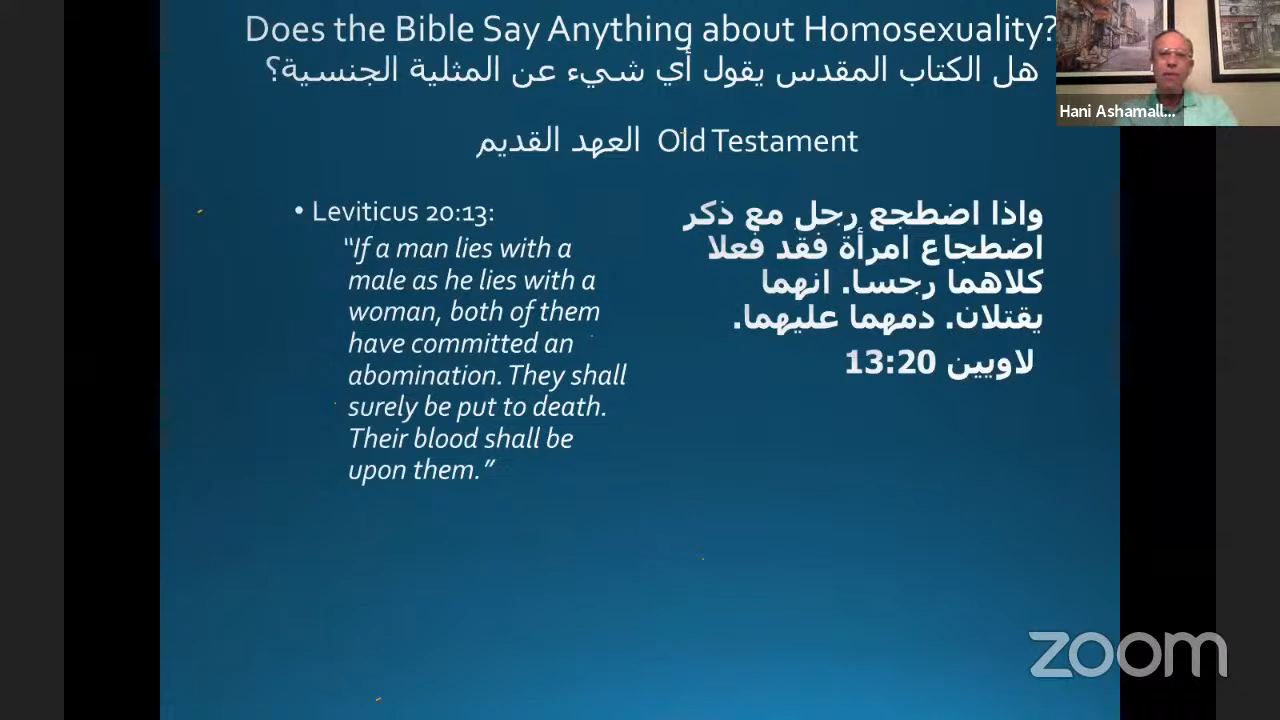 Does the Bible Say Anything about Homosexuality?
هل الكتاب المقدس يقول أي شيء عن المثلية الجنسية؟
Hani Ashamall...
العهد القديم Old Testament
• Leviticus 20:13:
“If a man lies with a
male as he lies with a
woman, both of them
have committed an
abomination. They shall
surely be put to death.
Their blood shall be
upon them.”
واذا اضطجع رجل مع ذكر
اضطجاع امرأة فقد فعلا
كلاهما رجسا. انهما
يقتلان. دمهما عليهما.
لاويين 13:20
zoom